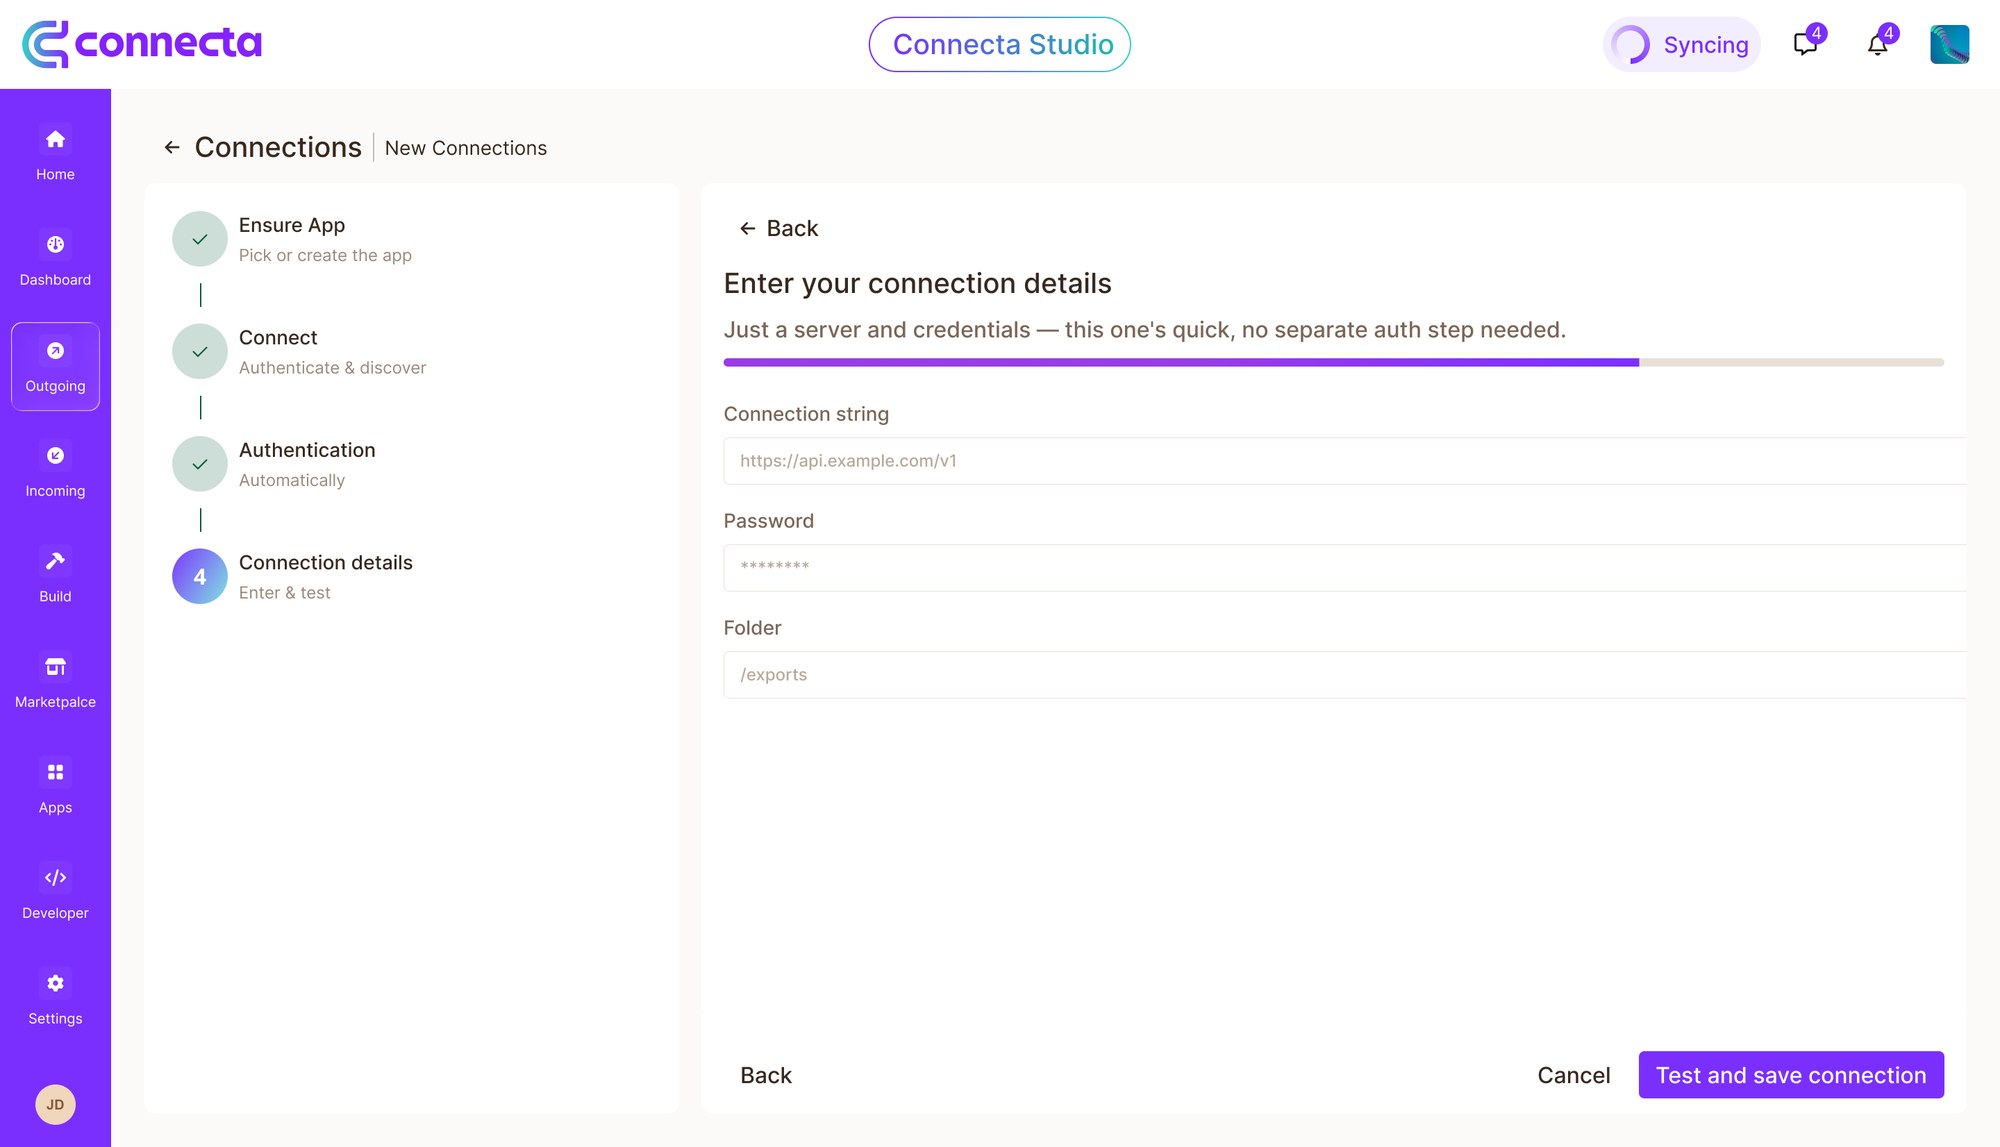 connecta
Connecta Studio
Syncing
4
4
Home
Dashboard
Outgoing
Incoming
Build
Marketpalce
Apps
Developer
Settings
JD
Connections
New Connections
Ensure App
Pick or create the app
Connect
Authenticate & discover
Authentication
Automatically
4
Connection details
Enter & test
Back
Enter your connection details
Just a server and credentials — this one's quick, no separate auth step needed.
Connection string
https://api.example.com/v1
Password
********
Folder
/exports
Back
Cancel
Test and save connection